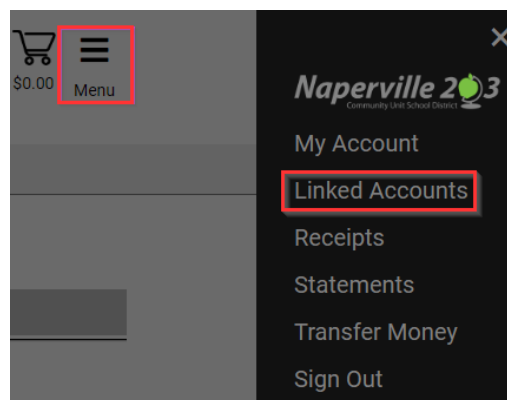 $0.00
Menu
×
Naperville 203
Community Unit School District
My Account
Linked Accounts
Receipts
Statements
Transfer Money
Sign Out